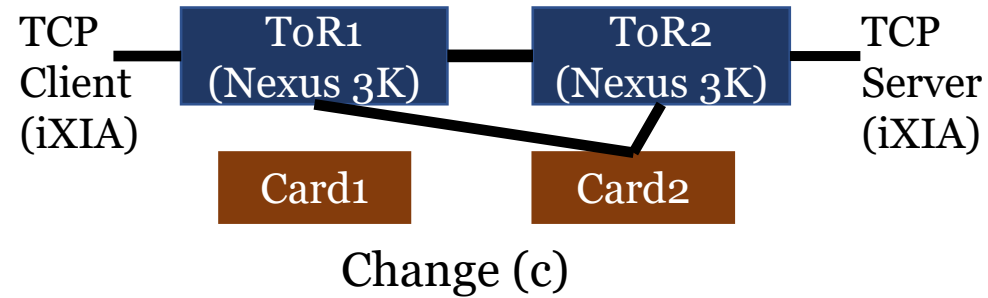 TCP
Client
(iXIA)
ToR1
(Nexus 3K)
ToR2
(Nexus 3K)
TCP
Server
(iXIA)
Card1
Card2
Change (c)